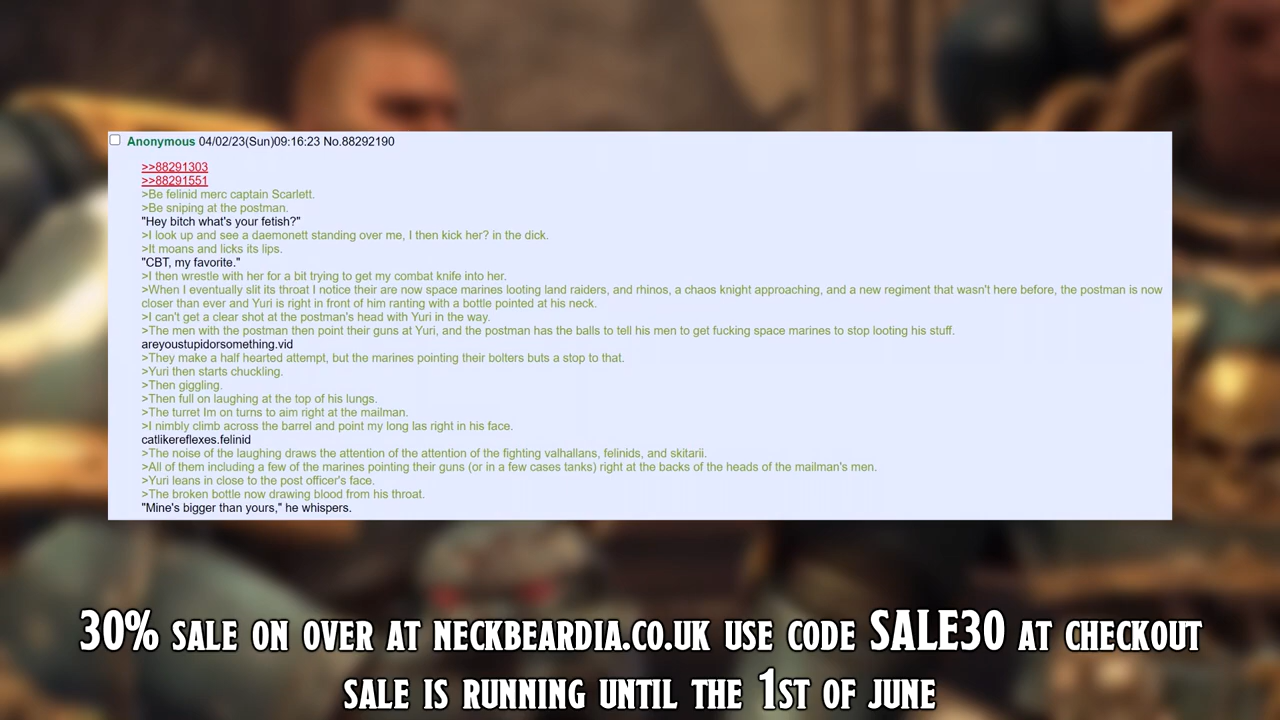 Anonymous 04/02/23(Sun)09:16:23 No.88292190
>>88291303
>>88291551
>Be felinid merc captain Scarlett.
>Be sniping at the postman.
"Hey bitch what's your fetish?"
>I look up and see a daemonett standing over me, I then kick her? in the dick.
>It moans and licks its lips.
"CBT, my favorite."
>I then wrestle with her for a bit trying to get my combat knife into her.
>When I eventually slit its throat I notice their are now space marines looting land raiders, and rhinos, a chaos knight approaching, and a new regiment that wasn't here before, the postman is now
closer than ever and Yuri is right in front of him ranting with a bottle pointed at his neck.
>I can't get a clear shot at the postman's head with Yuri in the way.
>The men with the postman then point their guns at Yuri, and the postman has the balls to tell his men to get fucking space marines to stop looting his stuff.
areyoustupidorsomething.vid
>They make a half hearted attempt, but the marines pointing their bolters buts a stop to that.
>Yuri then starts chuckling.
>Then giggling.
>Then full on laughing at the top of his lungs.
>The turret Im on turns to aim right at the mailman.
>I nimbly climb across the barrel and point my long las right in his face.
catlikereflexes.felinid
>The noise of the laughing draws the attention of the attention of the fighting valhallans, felinids, and skitarii.
>All of them including a few of the marines pointing their guns (or in a few cases tanks) right at the backs of the heads of the mailman's men.
>Yuri leans in close to the post officer's face.
>The broken bottle now drawing blood from his throat.
"Mine's bigger than yours," he whispers.
30% SALE ON OVER AT NECKBEARDIA.CO.UK USE CODE SALE30 AT CHECKOUT
SALE IS RUNNING UNTIL THE 1ST OF JUNE